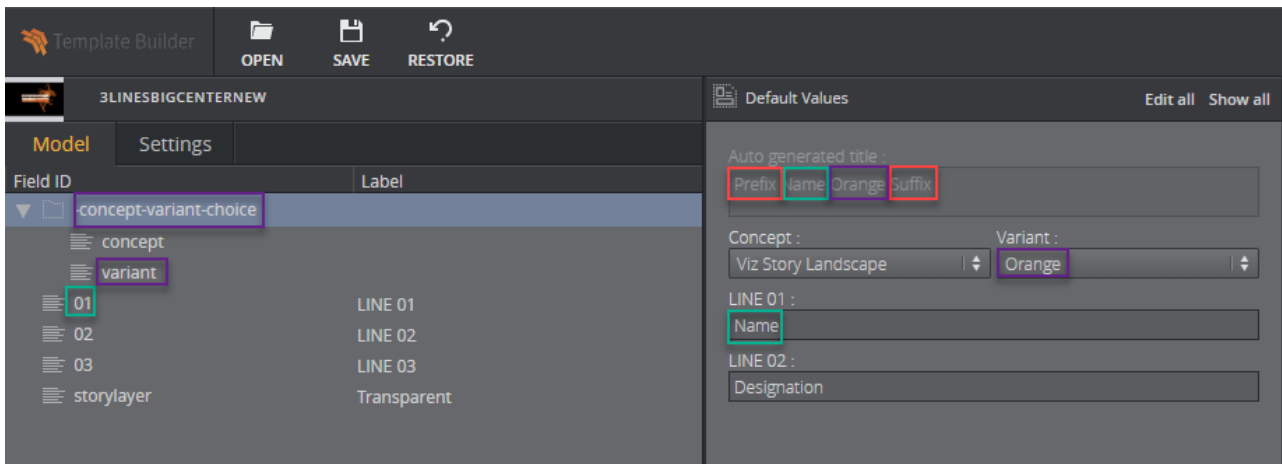 Template Builder
OPEN SAVE RESTORE
3LINESBIGCENTERNEW
Model Settings
Field ID Label
-concept-variant-choice
concept
variant
01 LINE 01
02 LINE 02
03 LINE 03
storylayer Transparent
Default Values Edit all Show all
Auto generated title :
Prefix Name Orange Suffix
Concept : Variant :
Viz Story Landscape Orange
LINE 01 :
Name
LINE 02 :
Designation